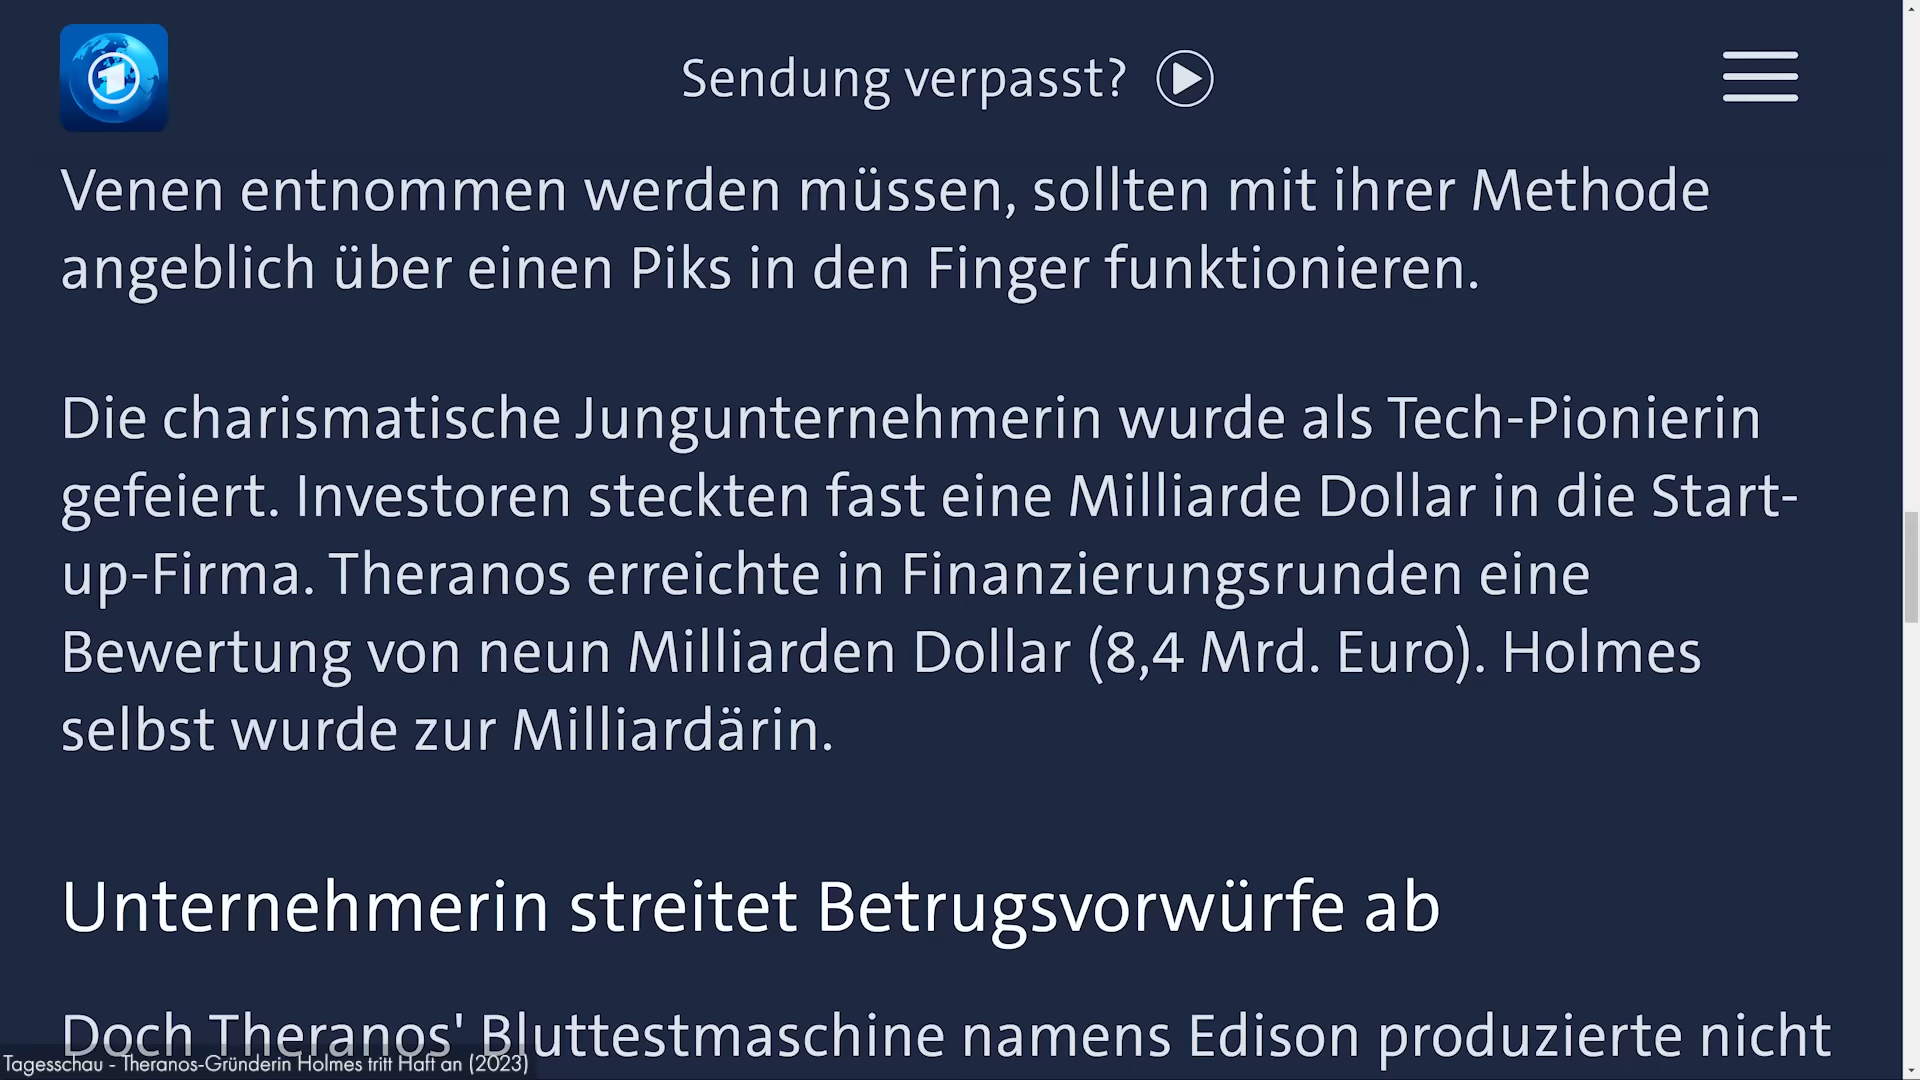 1
Sendung verpasst?
Venen entnommen werden müssen, sollten mit ihrer Methode
angeblich über einen Piks in den Finger funktionieren.
Die charismatische Jungunternehmerin wurde als Tech-Pionierin
gefeiert. Investoren steckten fast eine Milliarde Dollar in die Start-
up-Firma. Theranos erreichte in Finanzierungsrunden eine
Bewertung von neun Milliarden Dollar (8,4 Mrd. Euro). Holmes
selbst wurde zur Milliardärin.
Unternehmerin streitet Betrugsvorwürfe ab
Doch Theranos' Bluttestmaschine namens Edison produzierte nicht
Tagesschau - Theranos-Gründerin Holmes tritt Haft an (2023)